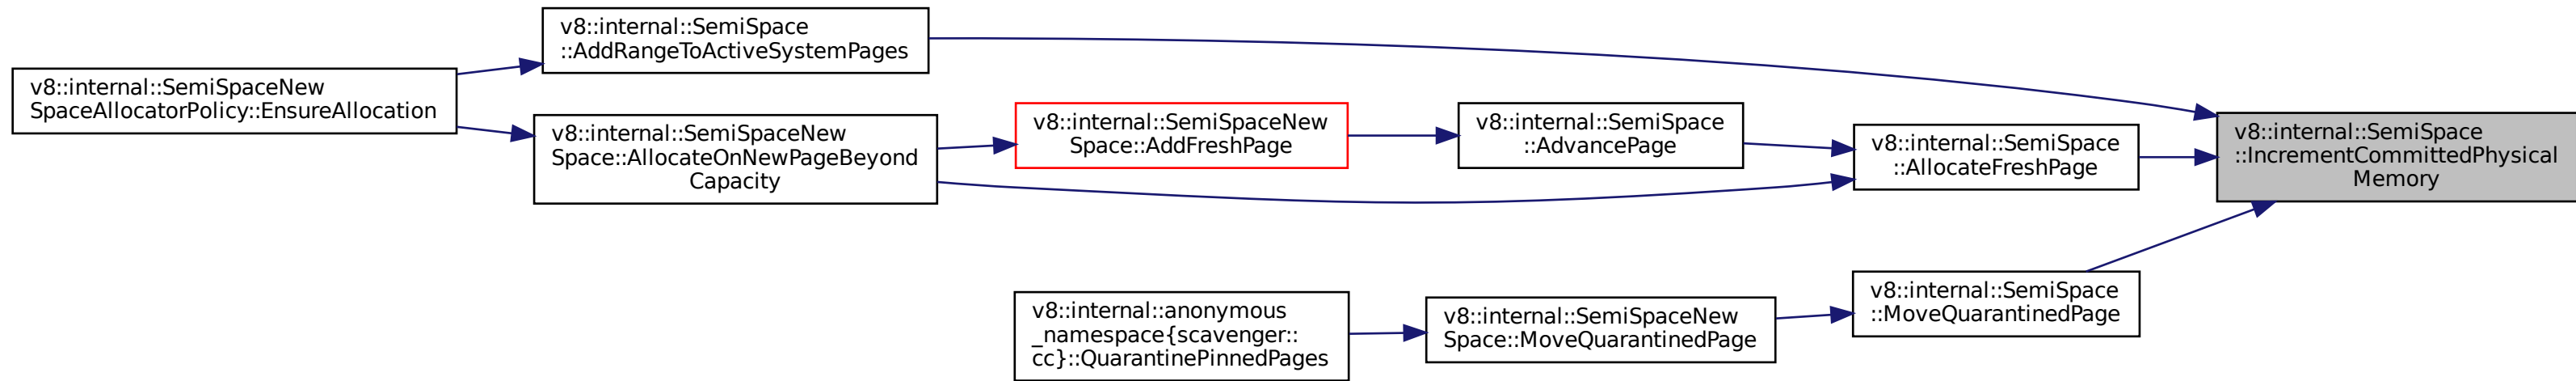 v8::internal::SemiSpaceNew
SpaceAllocatorPolicy::EnsureAllocation
v8::internal::SemiSpace
::AddRangeToActiveSystemPages
v8::internal::SemiSpaceNew
Space::AllocateOnNewPageBeyond
Capacity
v8::internal::SemiSpaceNew
Space::AddFreshPage
v8::internal::SemiSpace
::AdvancePage
v8::internal::SemiSpace
::AllocateFreshPage
v8::internal::SemiSpace
::IncrementCommittedPhysical
Memory
v8::internal::anonymous
_namespace{scavenger::
cc}::QuarantinePinnedPages
v8::internal::SemiSpaceNew
Space::MoveQuarantinedPage
v8::internal::SemiSpace
::MoveQuarantinedPage